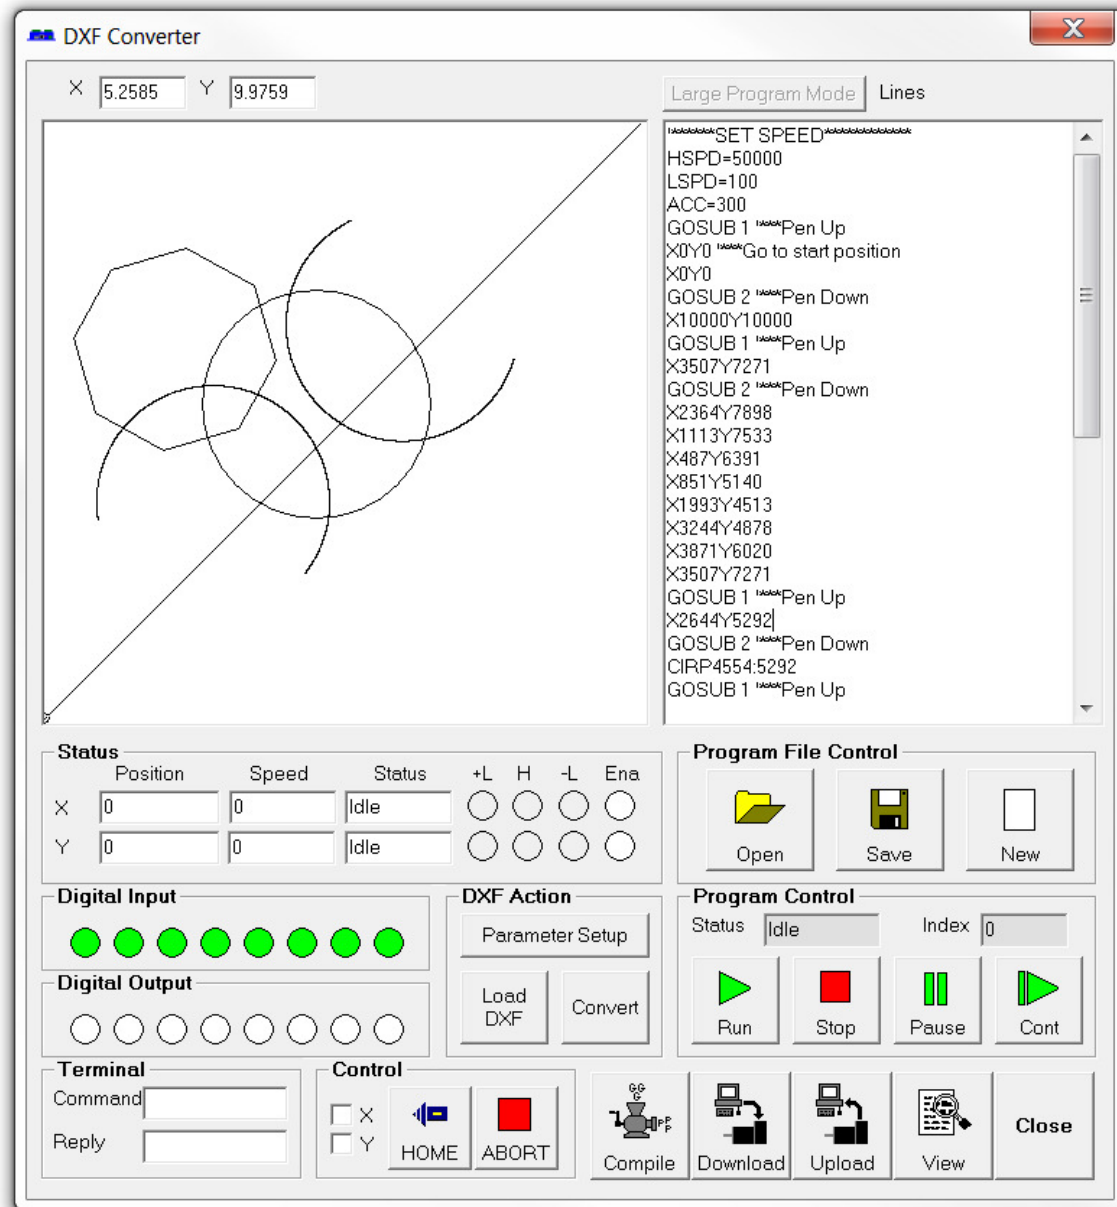 DXF Converter
X 5.2585 Y 9.9759
Large Program Mode Lines
'******SET SPEED*************
HSPD=50000
LSPD=100
ACC=300
GOSUB 1 '****Pen Up
X0Y0 '****Go to start position
X0Y0
GOSUB 2 '****Pen Down
X10000Y10000
GOSUB 1 '****Pen Up
X3507Y7271
GOSUB 2 '****Pen Down
X2364Y7898
X1113Y7533
X487Y6391
X851Y5140
X1993Y4513
X3244Y4878
X3871Y6020
X3507Y7271
GOSUB 1 '****Pen Up
X2644Y5292
GOSUB 2 '****Pen Down
CIRP4554:5292
GOSUB 1 '****Pen Up
Status
Position Speed Status +L H -L Ena
X 0 0 Idle
Y 0 0 Idle
Program File Control
Open Save New
Digital Input
Digital Output
DXF Action
Parameter Setup
Load
DXF
Convert
Program Control
Status Idle Index 0
Run Stop Pause Cont
Terminal
Command
Reply
Control
X
Y
HOME ABORT
GG
G
PP
P
Compile Download Upload View Close